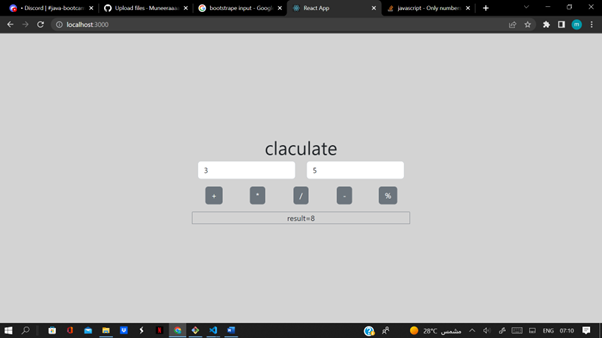 • Discord | #java-bootcam
Upload files · Muneeraaa
bootstrape input - Googl
React App
javascript - Only number
localhost:3000
m
claculate
3
5
+
*
/
-
%
result=8
28°C
مشمس
ENG
07:10